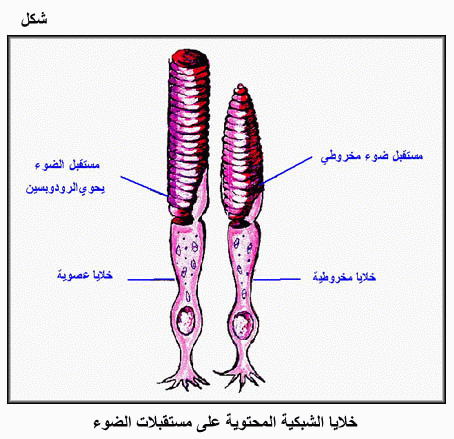 شكل
مستقبل ضوء مخروطي
مستقبل الضوء
يحوي الرودوبسين
خلايا مخروطية
خلايا عصوية
خلايا الشبكية المحتوية على مستقبلات الضوء